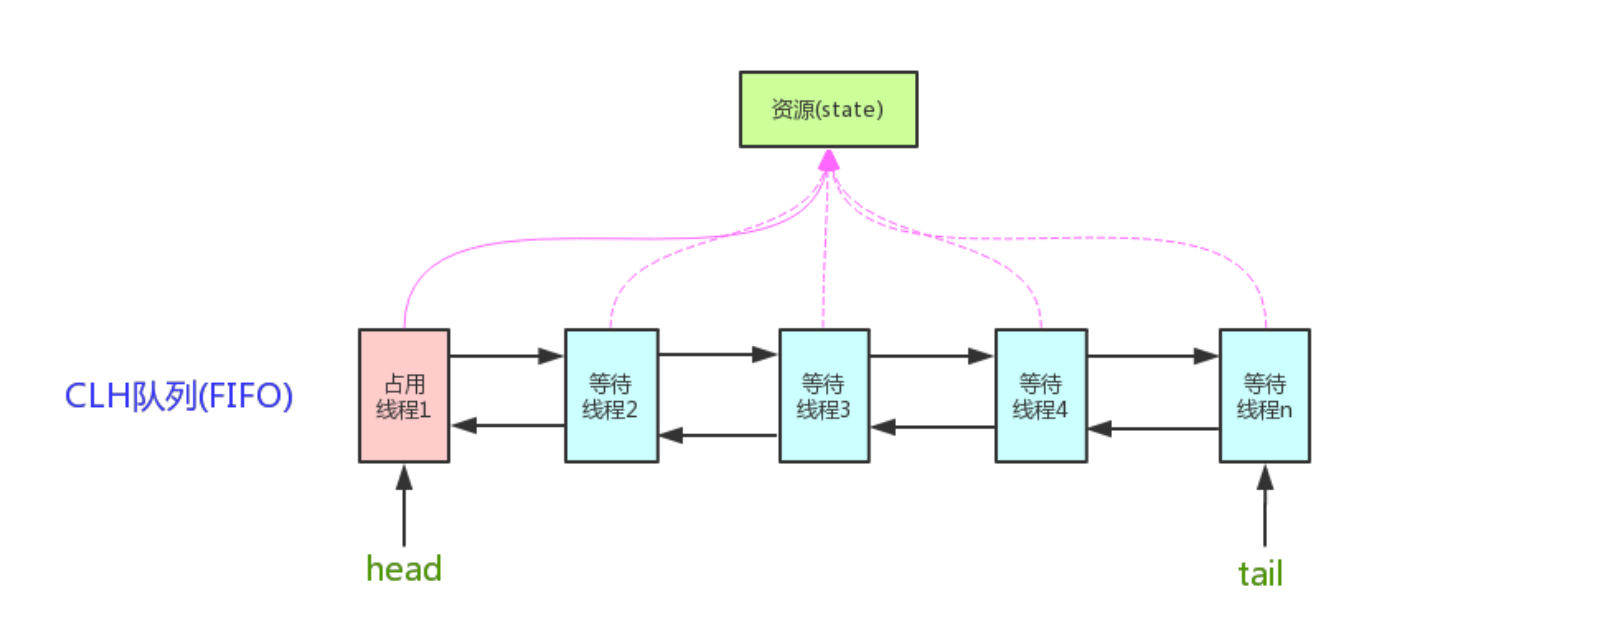 资源(state)
CLH队列(FIFO)
占用
线程1
等待
线程2
等待
线程3
等待
线程4
等待
线程n
head
tail